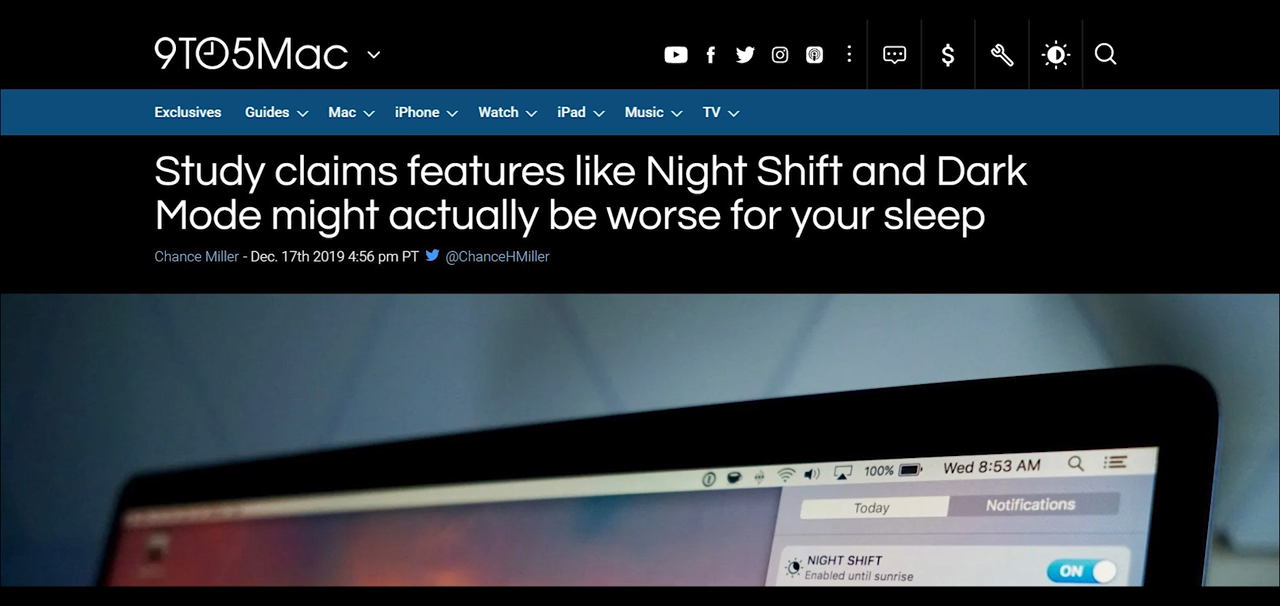 9TO5Mac
$
Exclusives Guides Mac iPhone Watch iPad Music TV
Study claims features like Night Shift and Dark
Mode might actually be worse for your sleep
Chance Miller - Dec. 17th 2019 4:56 pm PT @ChanceHMiller
100% Wed 8:53 AM
Today Notifications
NIGHT SHIFT
Enabled until sunrise ON